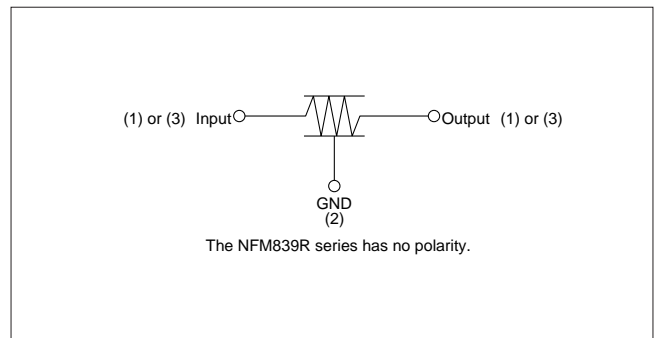 (1) or (3) Input Output (1) or (3)
GND
(2)
The NFM839R series has no polarity.